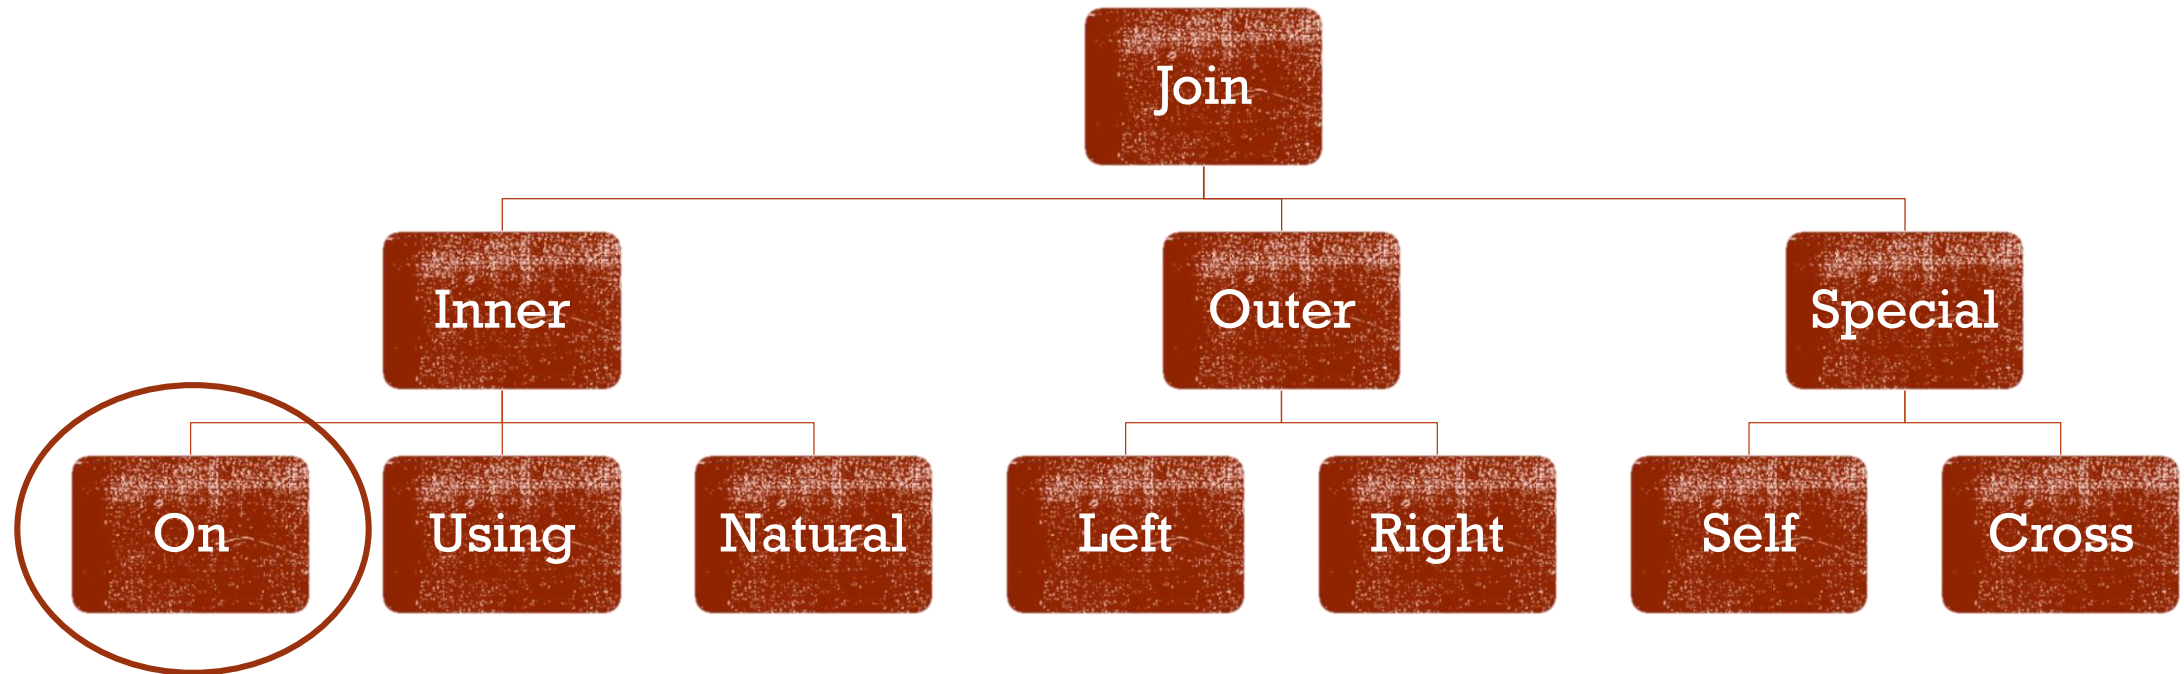 Join
Inner
Outer
Special
On
Using
Natural
Left
Right
Self
Cross